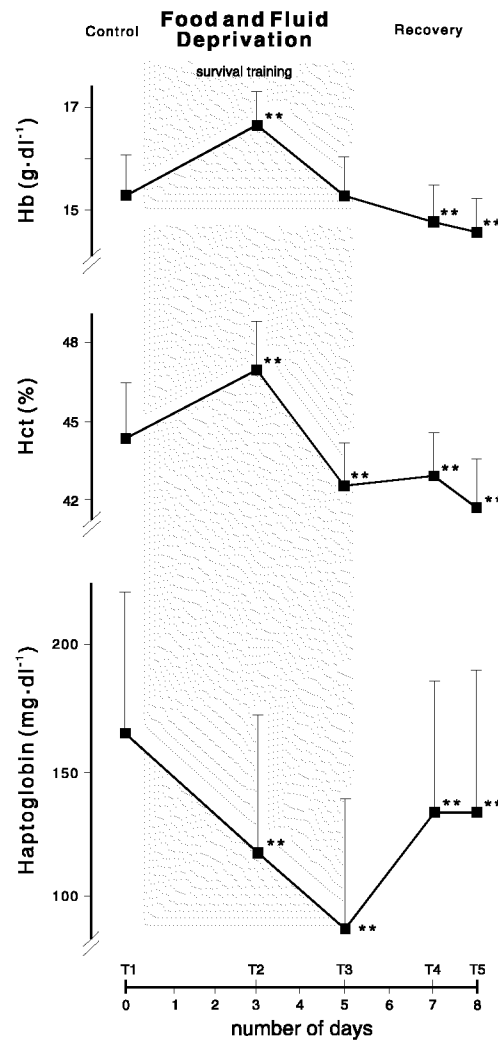 Control
Food and Fluid
Deprivation
Recovery
survival training
Hb (g·dl⁻¹)
17
15
**
**
**
Hct (%)
48
45
42
**
**
**
**
Haptoglobin (mg·dl⁻¹)
200
150
100
**
**
**
**
T1 T2 T3 T4 T5
0 1 2 3 4 5 6 7 8
number of days